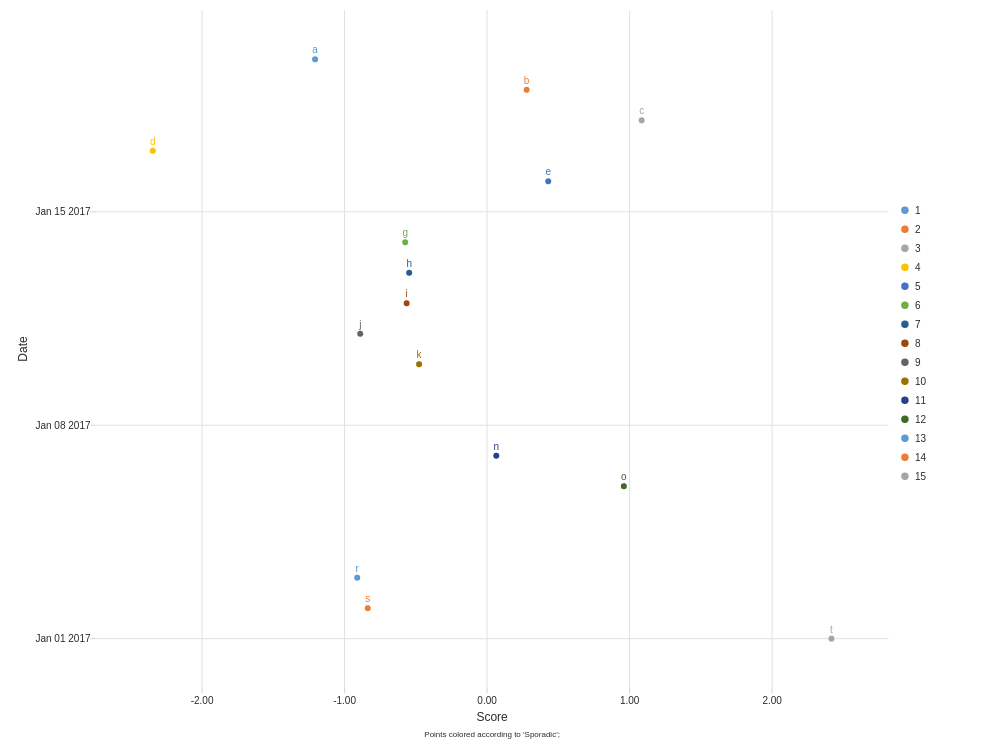 a
b
c
d
e
Jan 15 2017
g
h
i
j
k
Date
Jan 08 2017
n
o
r
s
t
Jan 01 2017
-2.00 -1.00 0.00 1.00 2.00
Score
Points colored according to 'Sporadic';
1
2
3
4
5
6
7
8
9
10
11
12
13
14
15